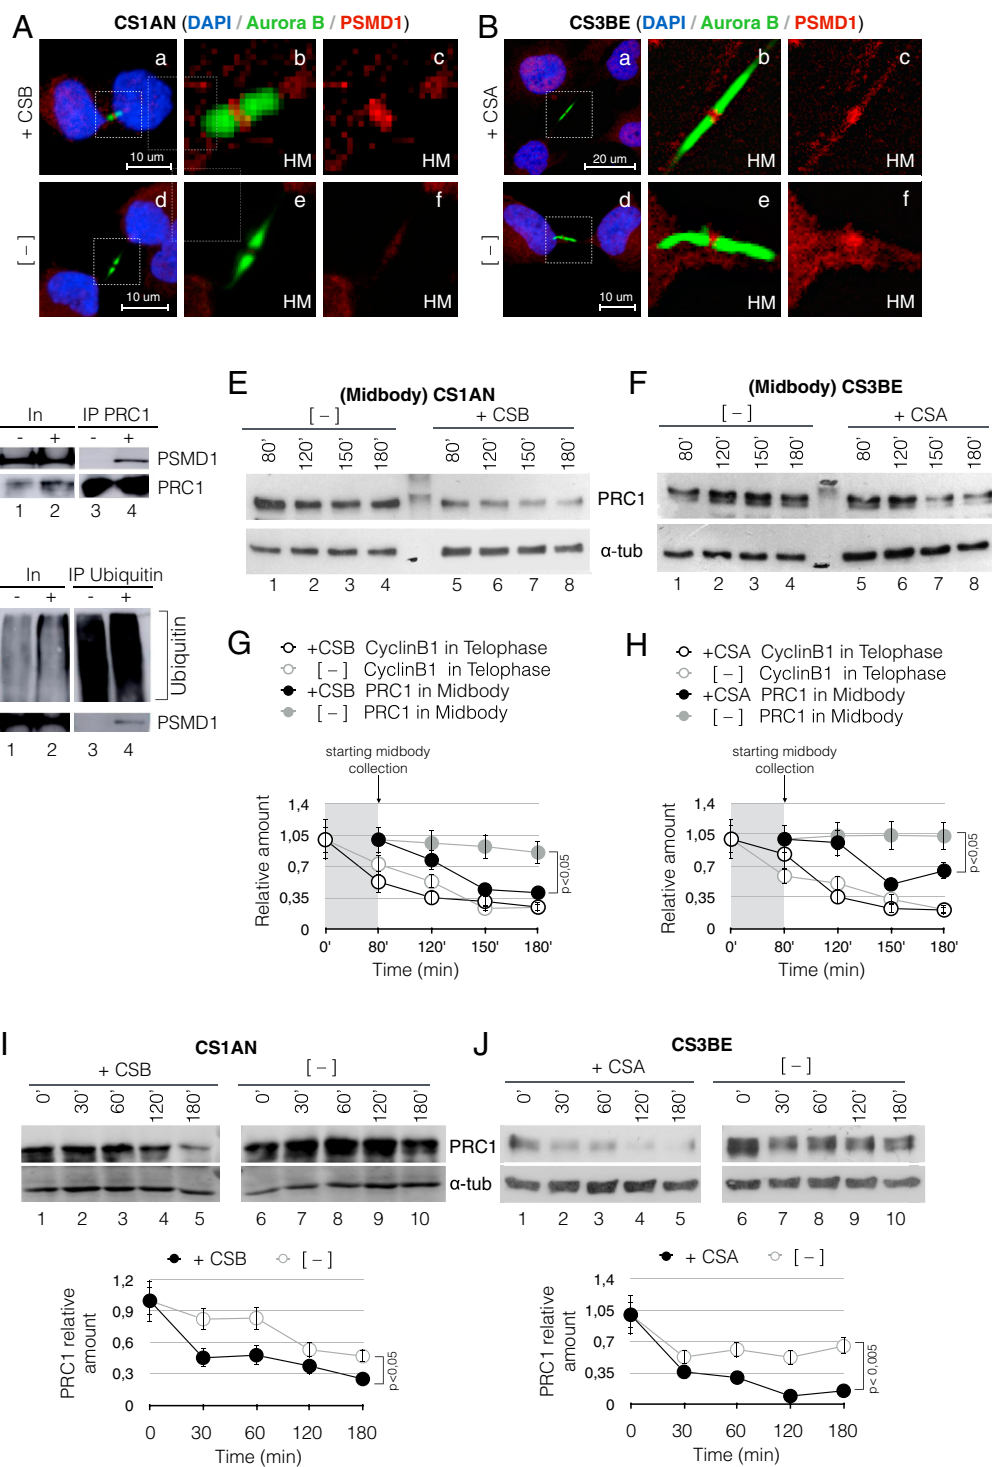 A CS1AN (DAPI / Aurora B / PSMD1)
B CS3BE (DAPI / Aurora B / PSMD1)
+ CSB
a
10 um
b
HM
c
HM
[ – ]
d
10 um
e
HM
f
HM
+ CSA
a
20 um
b
HM
c
HM
[ – ]
d
10 um
e
HM
f
HM
In IP PRC1
- + - +
PSMD1
PRC1
1 2 3 4
In IP Ubiquitin
- + - +
Ubiquitin
PSMD1
1 2 3 4
E
(Midbody) CS1AN
[ – ] + CSB
80' 120' 150' 180' 80' 120' 150' 180'
PRC1
α-tub
1 2 3 4 5 6 7 8
F
(Midbody) CS3BE
[ – ] + CSA
80' 120' 150' 180' 80' 120' 150' 180'
1 2 3 4 5 6 7 8
G
+CSB CyclinB1 in Telophase
[ – ] CyclinB1 in Telophase
+CSB PRC1 in Midbody
[ – ] PRC1 in Midbody
starting midbody
collection
Relative amount
1,4
1,05
0,7
0,35
0
0' 80' 120' 150' 180'
Time (min)
p<0,05
H
+CSA CyclinB1 in Telophase
[ – ] CyclinB1 in Telophase
+CSA PRC1 in Midbody
[ – ] PRC1 in Midbody
starting midbody
collection
Relative amount
1,4
1,05
0,7
0,35
0
0' 80' 120' 150' 180'
Time (min)
p<0,05
I
CS1AN
+ CSB [ – ]
0' 30' 60' 120' 180' 0' 30' 60' 120' 180'
PRC1
α-tub
1 2 3 4 5 6 7 8 9 10
+ CSB [ – ]
PRC1 relative
amount
1,2
0,9
0,6
0,3
0
0 30 60 120 180
Time (min)
p<0,05
J
CS3BE
+ CSA [ – ]
0' 30' 60' 120' 180' 0' 30' 60' 120' 180'
1 2 3 4 5 6 7 8 9 10
+ CSA [ – ]
PRC1 relative
amount
1,4
1,05
0,7
0,35
0
0 30 60 120 180
Time (min)
p< 0,005